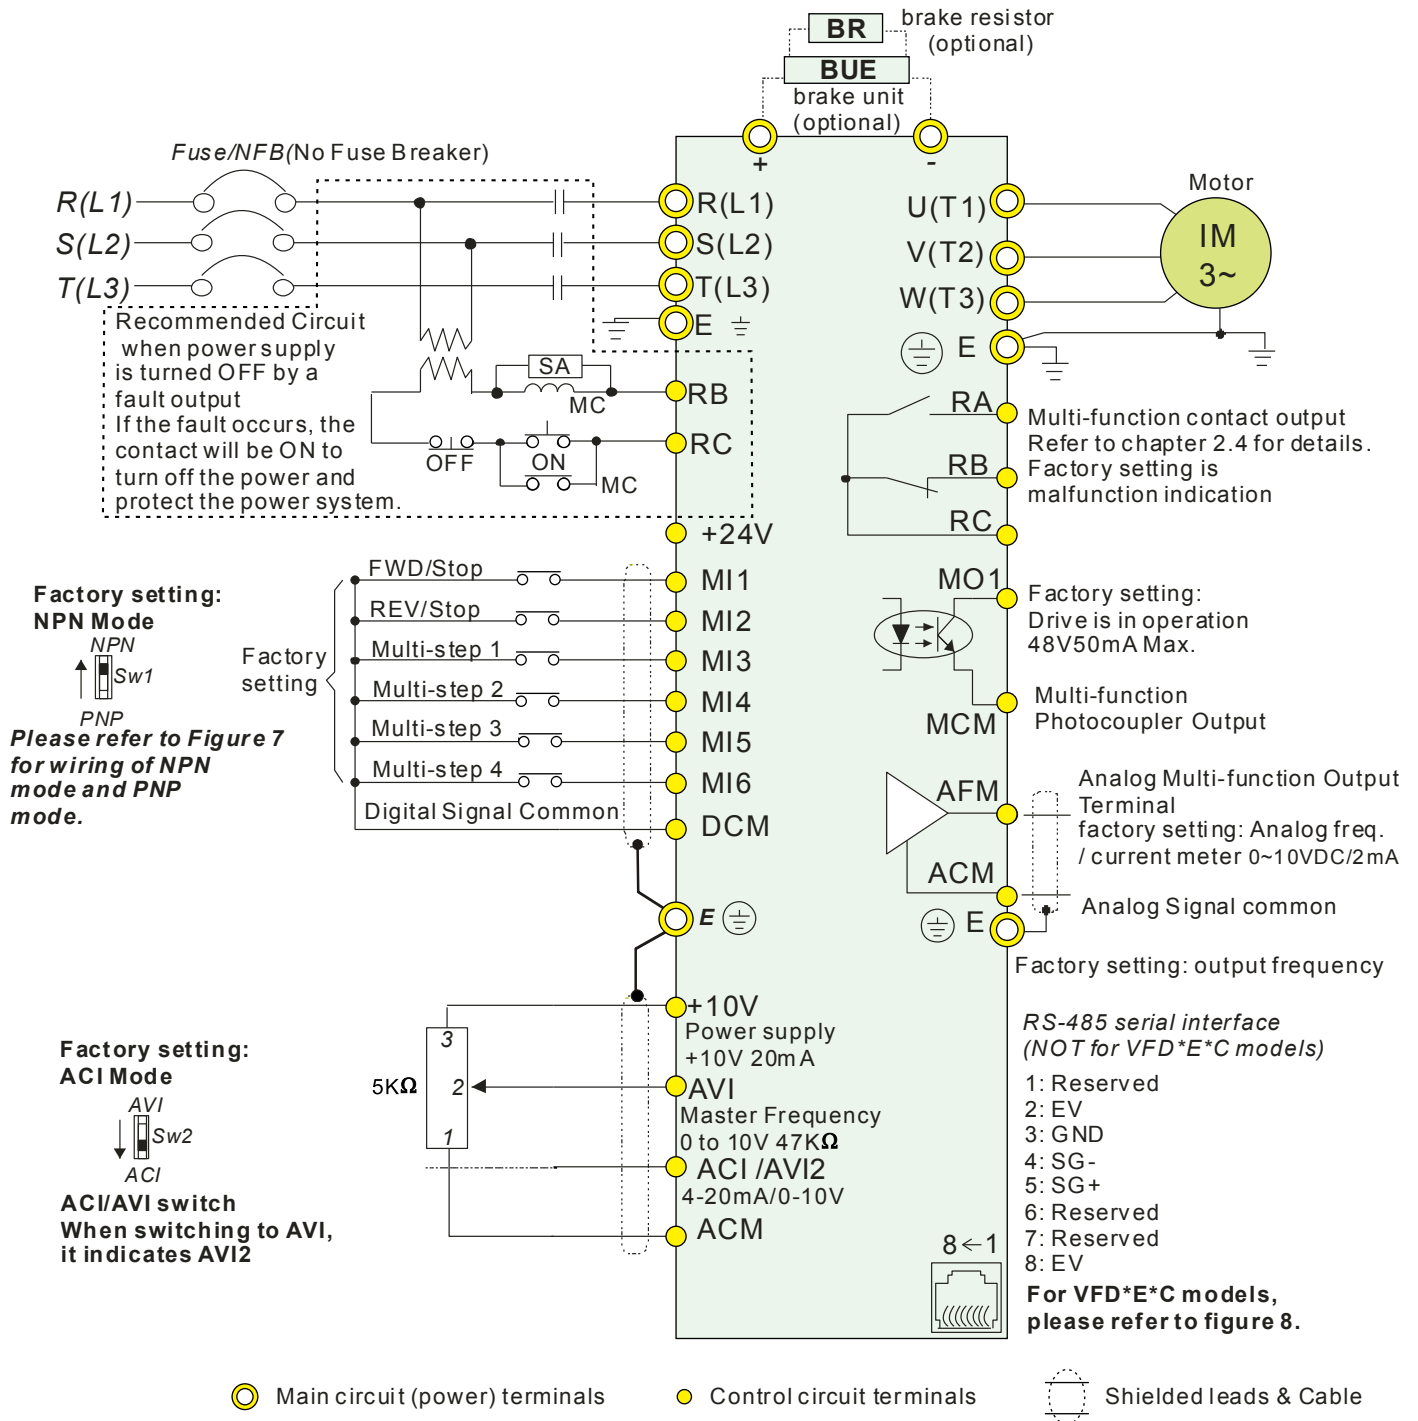 BR
brake resistor
(optional)
BUE
brake unit
(optional)
+
-
Fuse/NFB(No Fuse Breaker)
R(L1)
S(L2)
T(L3)
R(L1)
S(L2)
T(L3)
E
U(T1)
V(T2)
W(T3)
E
Motor
IM
3~
Recommended Circuit
when power supply
is turned OFF by a
fault output
If the fault occurs, the
contact will be ON to
turn off the power and
protect the power system.
SA
MC
OFF
ON
MC
RB
RC
RA
RB
RC
Multi-function contact output
Refer to chapter 2.4 for details.
Factory setting is
malfunction indication
+24V
Factory setting:
NPN Mode
NPN
Sw1
PNP
Please refer to Figure 7
for wiring of NPN
mode and PNP
mode.
Factory
setting
FWD/Stop
REV/Stop
Multi-step 1
Multi-step 2
Multi-step 3
Multi-step 4
Digital Signal Common
MI1
MI2
MI3
MI4
MI5
MI6
DCM
MO1
Factory setting:
Drive is in operation
48V50mA Max.
Multi-function
Photocoupler Output
MCM
AFM
Analog Multi-function Output
Terminal
factory setting: Analog freq.
/ current meter 0~10VDC/2mA
ACM
Analog Signal common
E
E
Factory setting: output frequency
Factory setting:
ACI Mode
AVI
Sw2
ACI
ACI/AVI switch
When switching to AVI,
it indicates AVI2
5KΩ
3
2
1
+10V
Power supply
+10V 20mA
AVI
Master Frequency
0 to 10V 47KΩ
ACI /AVI2
4-20mA/0-10V
ACM
RS-485 serial interface
(NOT for VFD*E*C models)
1: Reserved
2: EV
3: GND
4: SG-
5: SG+
6: Reserved
7: Reserved
8: EV
For VFD*E*C models,
please refer to figure 8.
8←1
Main circuit (power) terminals
Control circuit terminals
Shielded leads & Cable